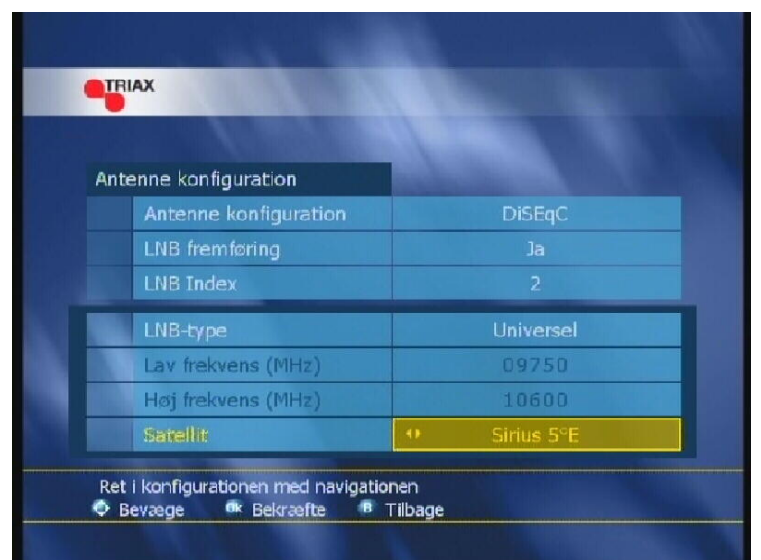 TRIAX
Antenne konfiguration
Antenne konfiguration DiSEqC
LNB fremføring Ja
LNB Index 2
LNB-type Universel
Lav frekvens (MHz) 09750
Høj frekvens (MHz) 10600
Satellit Sirius 5°E
Ret i konfigurationen med navigationen
Bevæge Ok Bekræfte B Tilbage